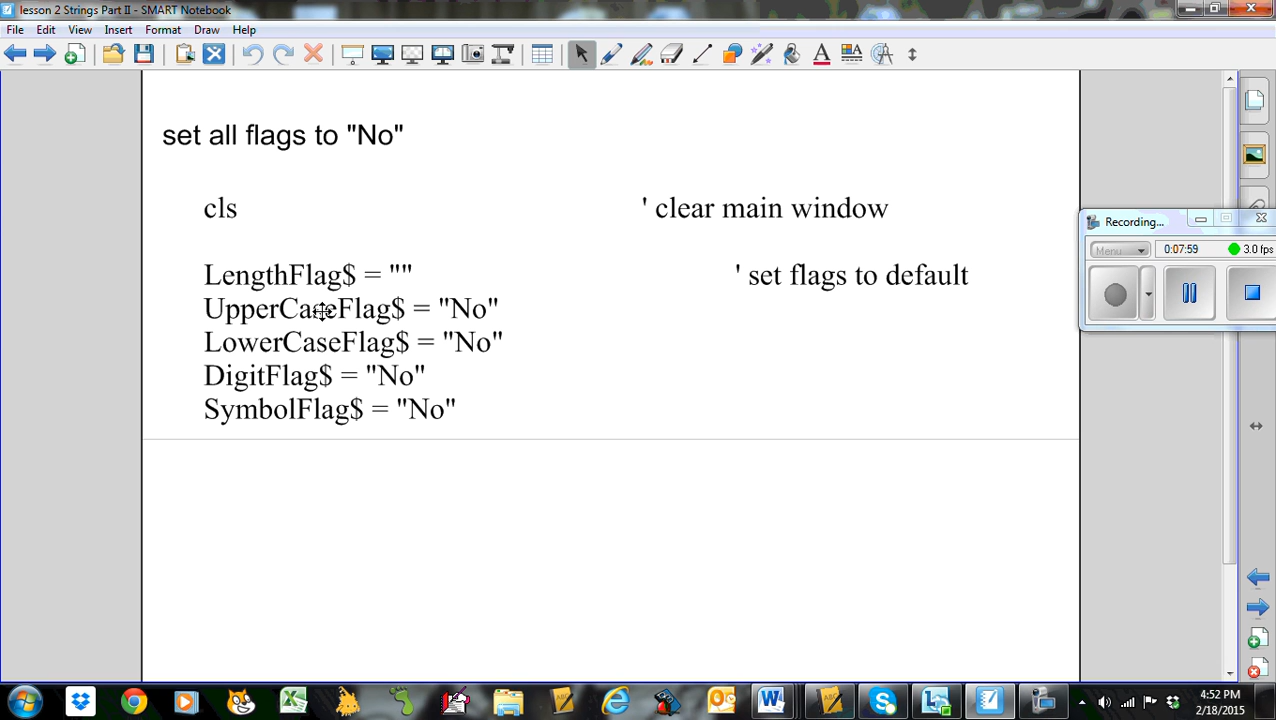 lesson 2 Strings Part II - SMART Notebook
File Edit View Insert Format Draw Help
set all flags to "No"
cls ' clear main window
LengthFlag$ = "" ' set flags to default
UpperCaseFlag$ = "No"
LowerCaseFlag$ = "No"
DigitFlag$ = "No"
SymbolFlag$ = "No"
Recording...
Menu 0:07:59 3.0 fps
4:52 PM
2/18/2015